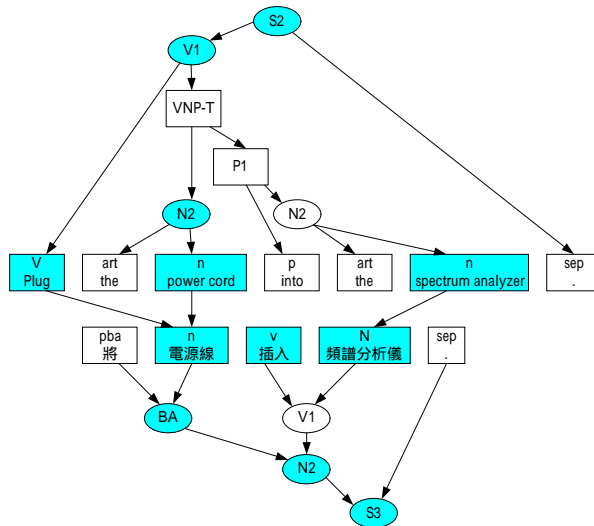 S2
V1
VNP-T
P1
N2
N2
V
Plug
art
the
n
power cord
p
into
art
the
n
spectrum analyzer
sep
.
pba
將
n
電源線
v
插入
N
頻譜分析儀
sep
.
BA
V1
N2
S3